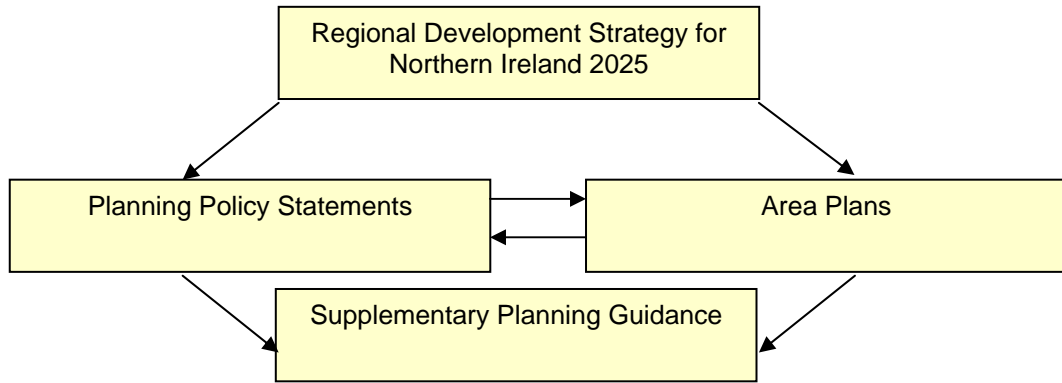 Regional Development Strategy for
Northern Ireland 2025
Planning Policy Statements
Area Plans
Supplementary Planning Guidance